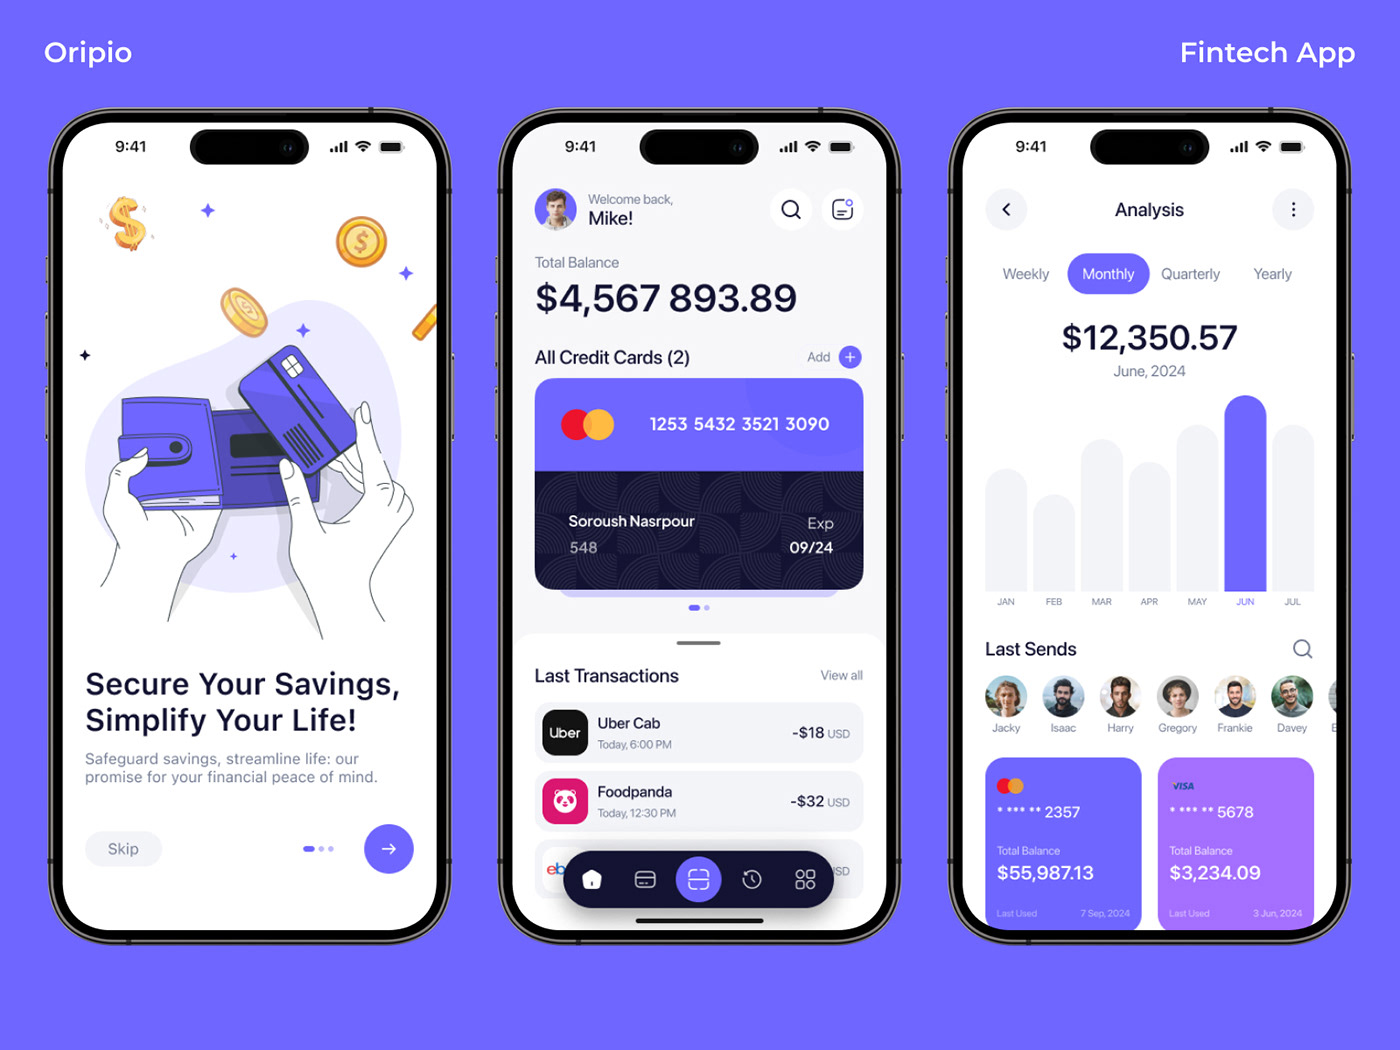 Oripio
Fintech App
9:41
Secure Your Savings,
Simplify Your Life!
Safeguard savings, streamline life: our
promise for your financial peace of mind.
Skip
9:41
Welcome back,
Mike!
Total Balance
$4,567 893.89
All Credit Cards (2)
Add
1253 5432 3521 3090
Soroush Nasrpour
Exp
548
09/24
Last Transactions
View all
Uber
Uber Cab
Today, 6:00 PM
-$18 USD
Foodpanda
Today, 12:30 PM
-$32 USD
eb
SD
9:41
Analysis
Weekly
Monthly
Quarterly
Yearly
$12,350.57
June, 2024
JAN
FEB
MAR
APR
MAY
JUN
JUL
Last Sends
Jacky
Isaac
Harry
Gregory
Frankie
Davey
E
* *** ** 2357
Total Balance
$55,987.13
Last Used
7 Sep, 2024
VISA
* *** ** 5678
Total Balance
$3,234.09
Last Used
3 Jun, 2024